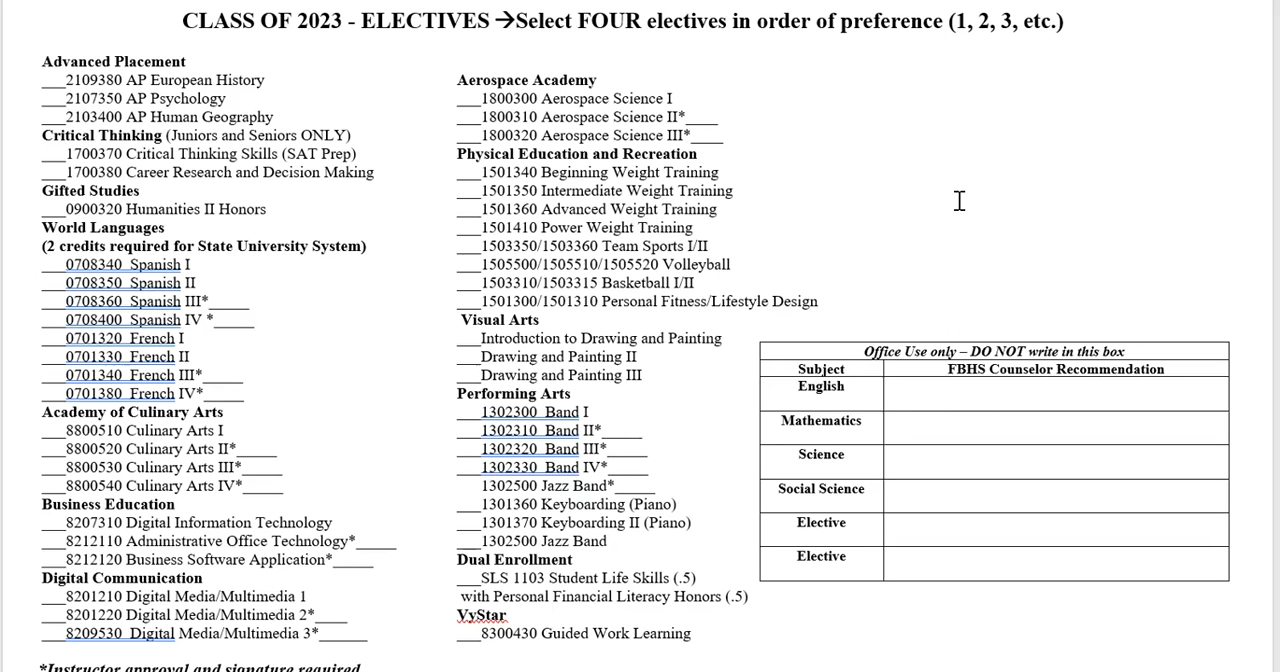 CLASS OF 2023 - ELECTIVES →Select FOUR electives in order of preference (1, 2, 3, etc.)
Advanced Placement
___2109380 AP European History
___2107350 AP Psychology
___2103400 AP Human Geography
Critical Thinking (Juniors and Seniors ONLY)
___1700370 Critical Thinking Skills (SAT Prep)
___1700380 Career Research and Decision Making
Gifted Studies
___0900320 Humanities II Honors
World Languages
(2 credits required for State University System)
___0708340 Spanish I
___0708350 Spanish II
___0708360 Spanish III*_____
___0708400 Spanish IV *_____
___0701320 French I
___0701330 French II
___0701340 French III*_____
___0701380 French IV*_____
Academy of Culinary Arts
___8800510 Culinary Arts I
___8800520 Culinary Arts II*_____
___8800530 Culinary Arts III*_____
___8800540 Culinary Arts IV*_____
Business Education
___8207310 Digital Information Technology
___8212110 Administrative Office Technology*_____
___8212120 Business Software Application*_____
Digital Communication
___8201210 Digital Media/Multimedia 1
___8201220 Digital Media/Multimedia 2*____
___8209530 Digital Media/Multimedia 3*______
*Instructor approval and signature required
Aerospace Academy
___1800300 Aerospace Science I
___1800310 Aerospace Science II*____
___1800320 Aerospace Science III*____
Physical Education and Recreation
___1501340 Beginning Weight Training
___1501350 Intermediate Weight Training
___1501360 Advanced Weight Training
___1501410 Power Weight Training
___1503350/1503360 Team Sports I/II
___1505500/1505510/1505520 Volleyball
___1503310/1503315 Basketball I/II
___1501300/1501310 Personal Fitness/Lifestyle Design
Visual Arts
___Introduction to Drawing and Painting
___Drawing and Painting II
___Drawing and Painting III
Performing Arts
___1302300 Band I
___1302310 Band II*_____
___1302320 Band III*_____
___1302330 Band IV*_____
___1302500 Jazz Band*_____
___1301360 Keyboarding (Piano)
___1301370 Keyboarding II (Piano)
___1302500 Jazz Band
Dual Enrollment
___SLS 1103 Student Life Skills (.5)
with Personal Financial Literacy Honors (.5)
VyStar
___8300430 Guided Work Learning
Office Use only – DO NOT write in this box
Subject FBHS Counselor Recommendation
English
Mathematics
Science
Social Science
Elective
Elective